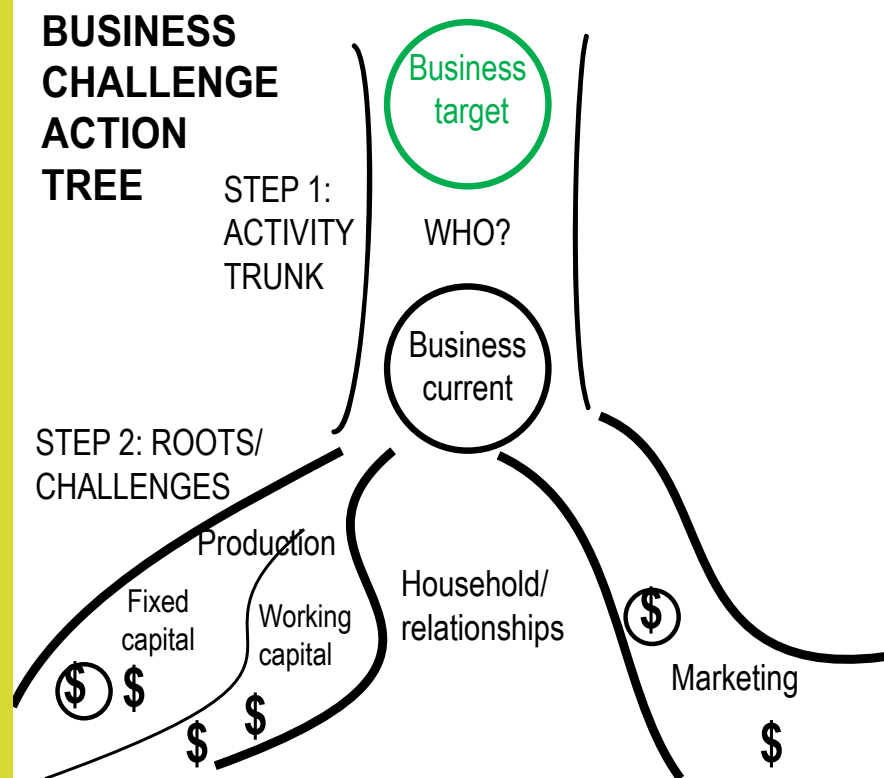 BUSINESS
CHALLENGE
ACTION
TREE
Business
target
STEP 1:
ACTIVITY
TRUNK
WHO?
Business
current
STEP 2: ROOTS/
CHALLENGES
Production
Fixed
capital
Working
capital
Household/
relationships
Marketing
$
$ $
$
$
$